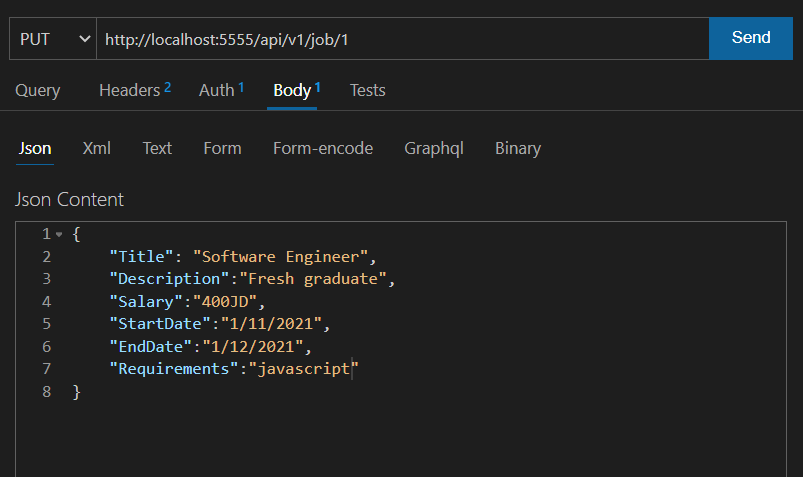 PUT http://localhost:5555/api/v1/job/1 Send
Query Headers 2 Auth 1 Body 1 Tests
Json Xml Text Form Form-encode Graphql Binary
Json Content
1 {
2 "Title": "Software Engineer",
3 "Description":"Fresh graduate",
4 "Salary":"400JD",
5 "StartDate":"1/11/2021",
6 "EndDate":"1/12/2021",
7 "Requirements":"javascript"
8 }